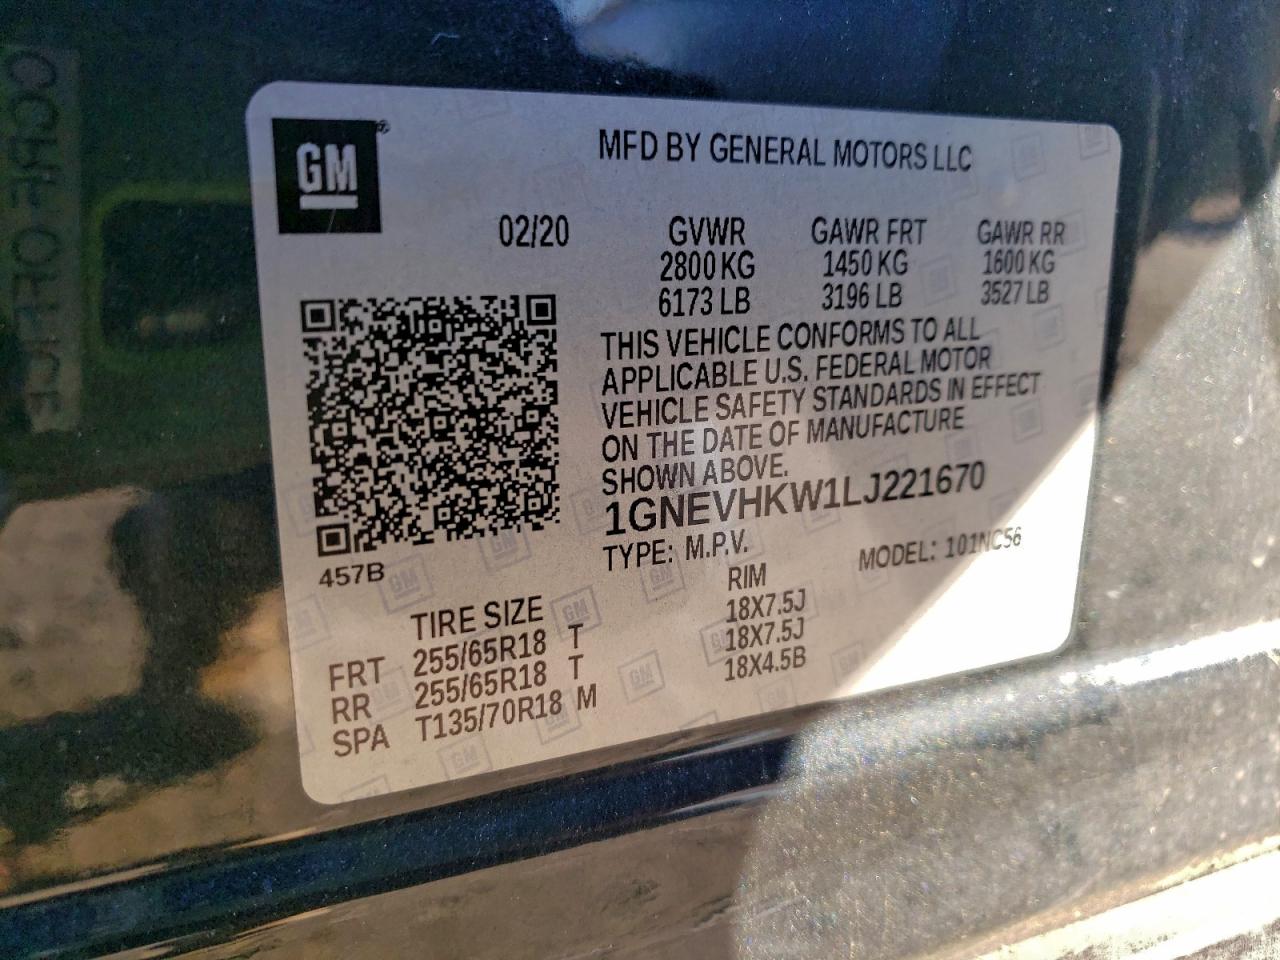 GM
MFD BY GENERAL MOTORS LLC
02/20 GVWR GAWR FRT GAWR RR
2800 KG 1450 KG 1600 KG
6173 LB 3196 LB 3527 LB
THIS VEHICLE CONFORMS TO ALL
APPLICABLE U.S. FEDERAL MOTOR
VEHICLE SAFETY STANDARDS IN EFFECT
ON THE DATE OF MANUFACTURE
SHOWN ABOVE.
1GNEVHKW1LJ221670
TYPE: M.P.V. MODEL: 101NC56
457B
TIRE SIZE RIM
FRT 255/65R18 T 18X7.5J
RR 255/65R18 T 18X7.5J
SPA T135/70R18 M 18X4.5B